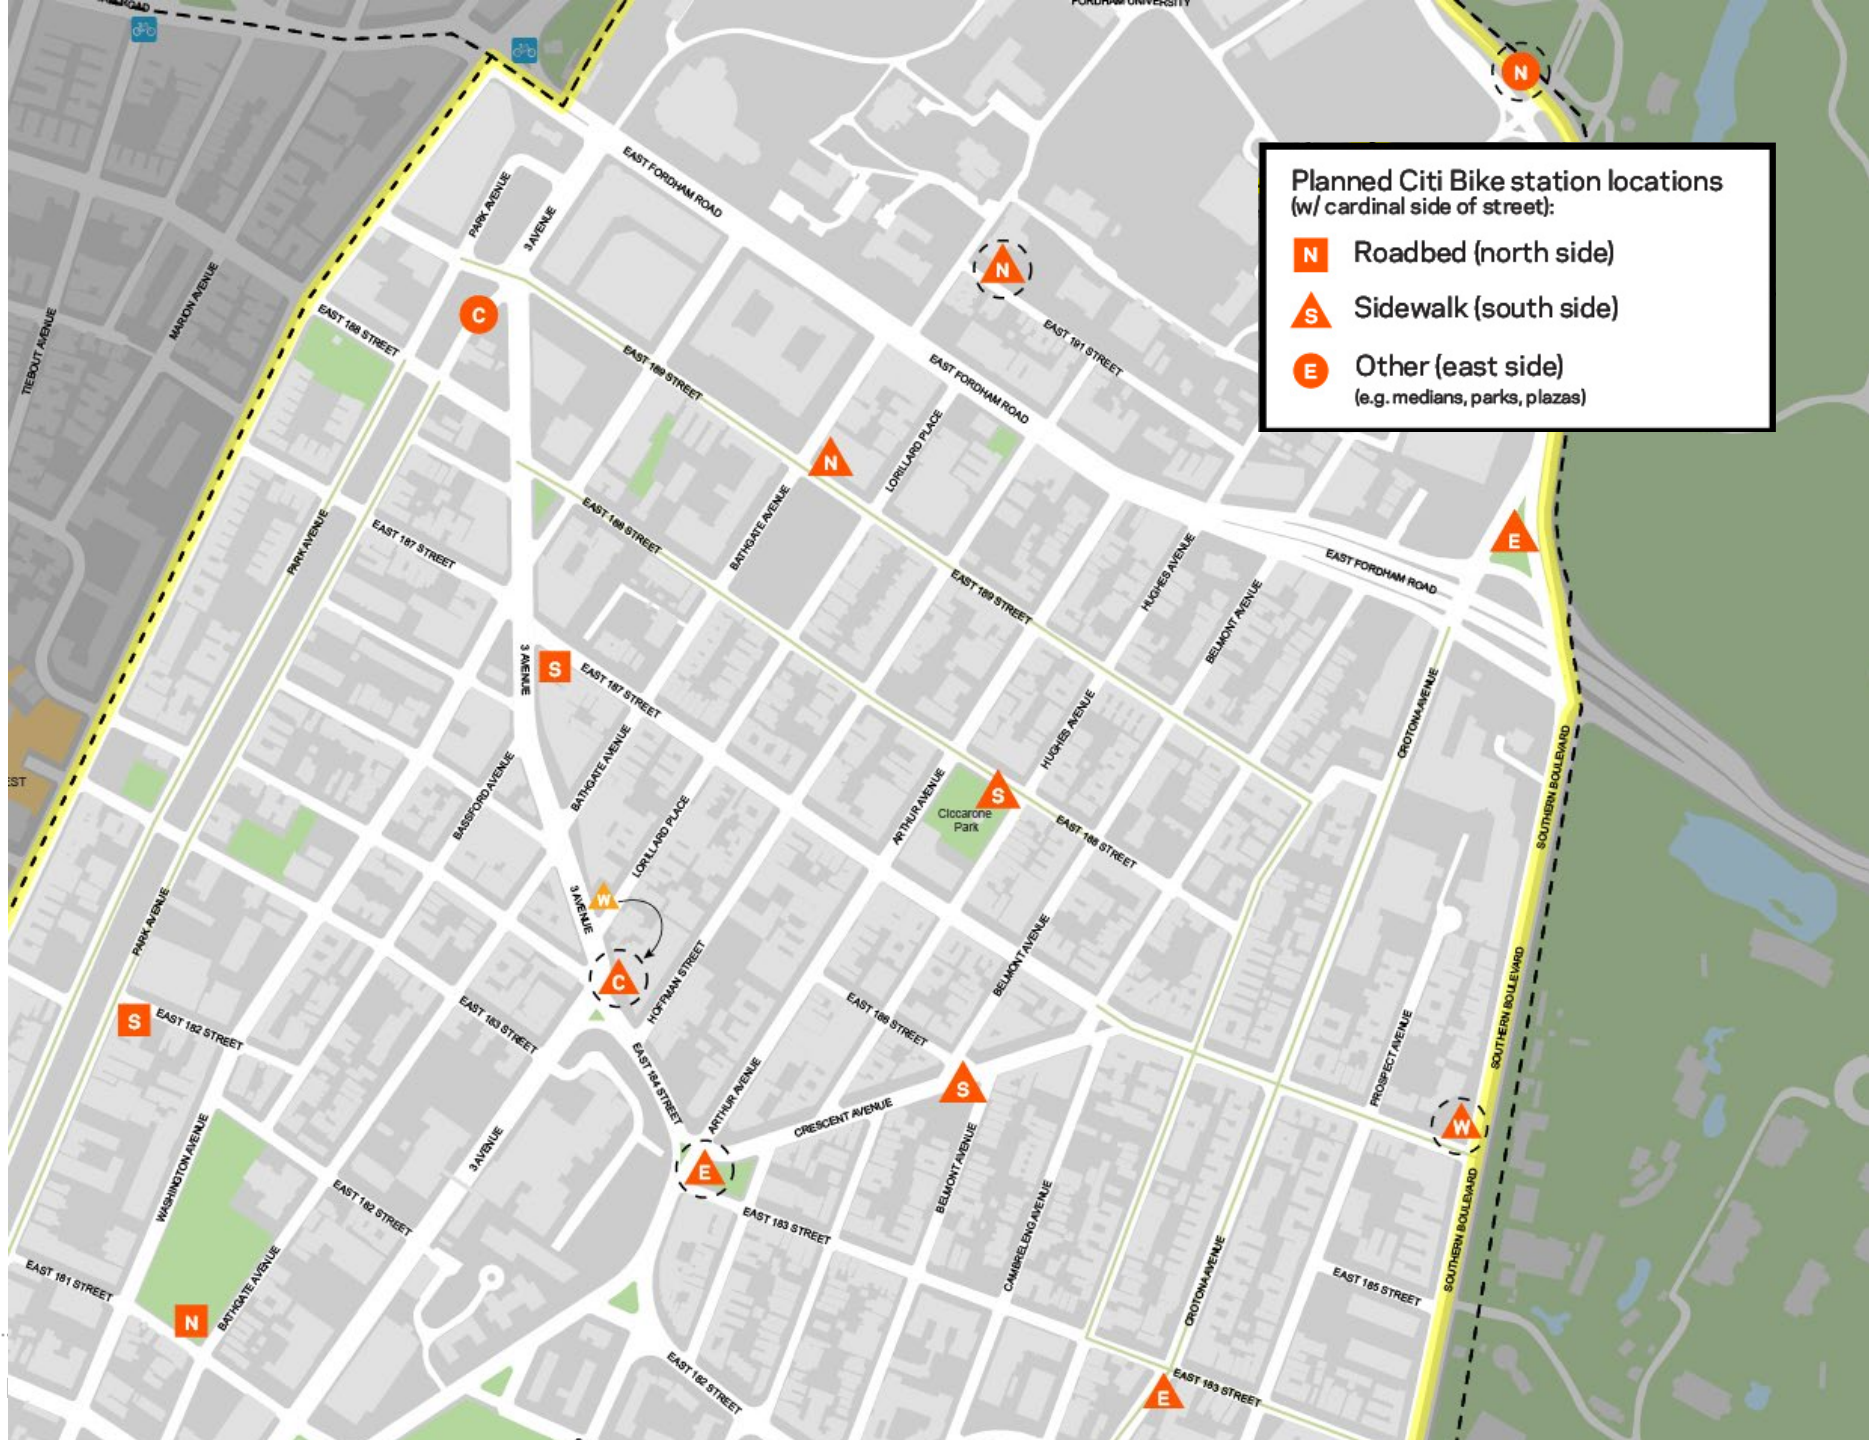 FORDHAM UNIVERSITY
N
Planned Citi Bike station locations
(w/ cardinal side of street):
N Roadbed (north side)
S Sidewalk (south side)
E Other (east side)
(e.g. medians, parks, plazas)
EAST FORDHAM ROAD
PARK AVENUE
3 AVENUE
MARION AVENUE
TIEBOUT AVENUE
N
C
EAST 188 STREET
EAST 191 STREET
EAST 189 STREET
EAST FORDHAM ROAD
LORILLARD PLACE
N
BATHGATE AVENUE
EAST 188 STREET
PARK AVENUE
EAST 187 STREET
E
EAST FORDHAM ROAD
HUGHES AVENUE
BELMONT AVENUE
EAST 189 STREET
3 AVENUE
S
EAST 187 STREET
CROTONA AVENUE
HUGHES AVENUE
BATHGATE AVENUE
BASSFORD AVENUE
LORILLARD PLACE
ARTHUR AVENUE
S
Ciccarone
Park
EAST 188 STREET
SOUTHERN BOULEVARD
EST
3 AVENUE
W
PARK AVENUE
C
HOFFMAN STREET
BELMONT AVENUE
SOUTHERN BOULEVARD
S
EAST 182 STREET
EAST 183 STREET
EAST 186 STREET
EAST 184 STREET
ARTHUR AVENUE
S
CRESCENT AVENUE
PROSPECT AVENUE
W
WASHINGTON AVENUE
3 AVENUE
E
BELMONT AVENUE
EAST 182 STREET
EAST 183 STREET
CAMBRELENG AVENUE
CROTONA AVENUE
SOUTHERN BOULEVARD
EAST 185 STREET
EAST 181 STREET
N
BATHGATE AVENUE
EAST 182 STREET
E
EAST 183 STREET